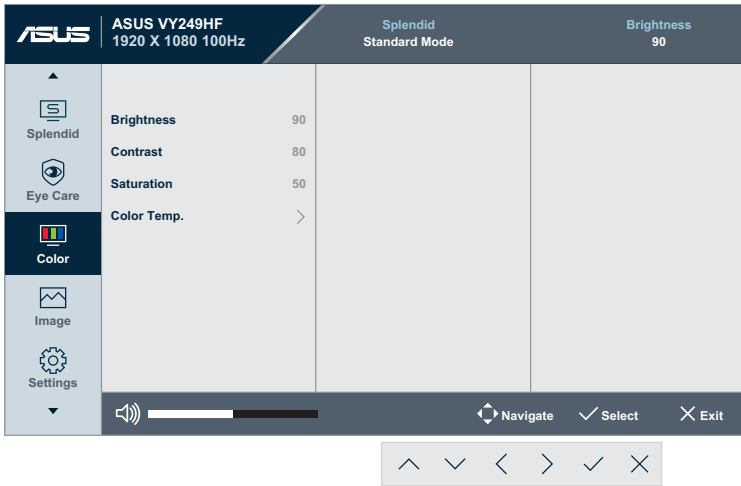 ASUS
ASUS VY249HF
1920 X 1080 100Hz
Splendid
Standard Mode
Brightness
90
S
Splendid
Eye Care
Color
Image
Settings
Brightness 90
Contrast 80
Saturation 50
Color Temp.
Navigate
Select
Exit